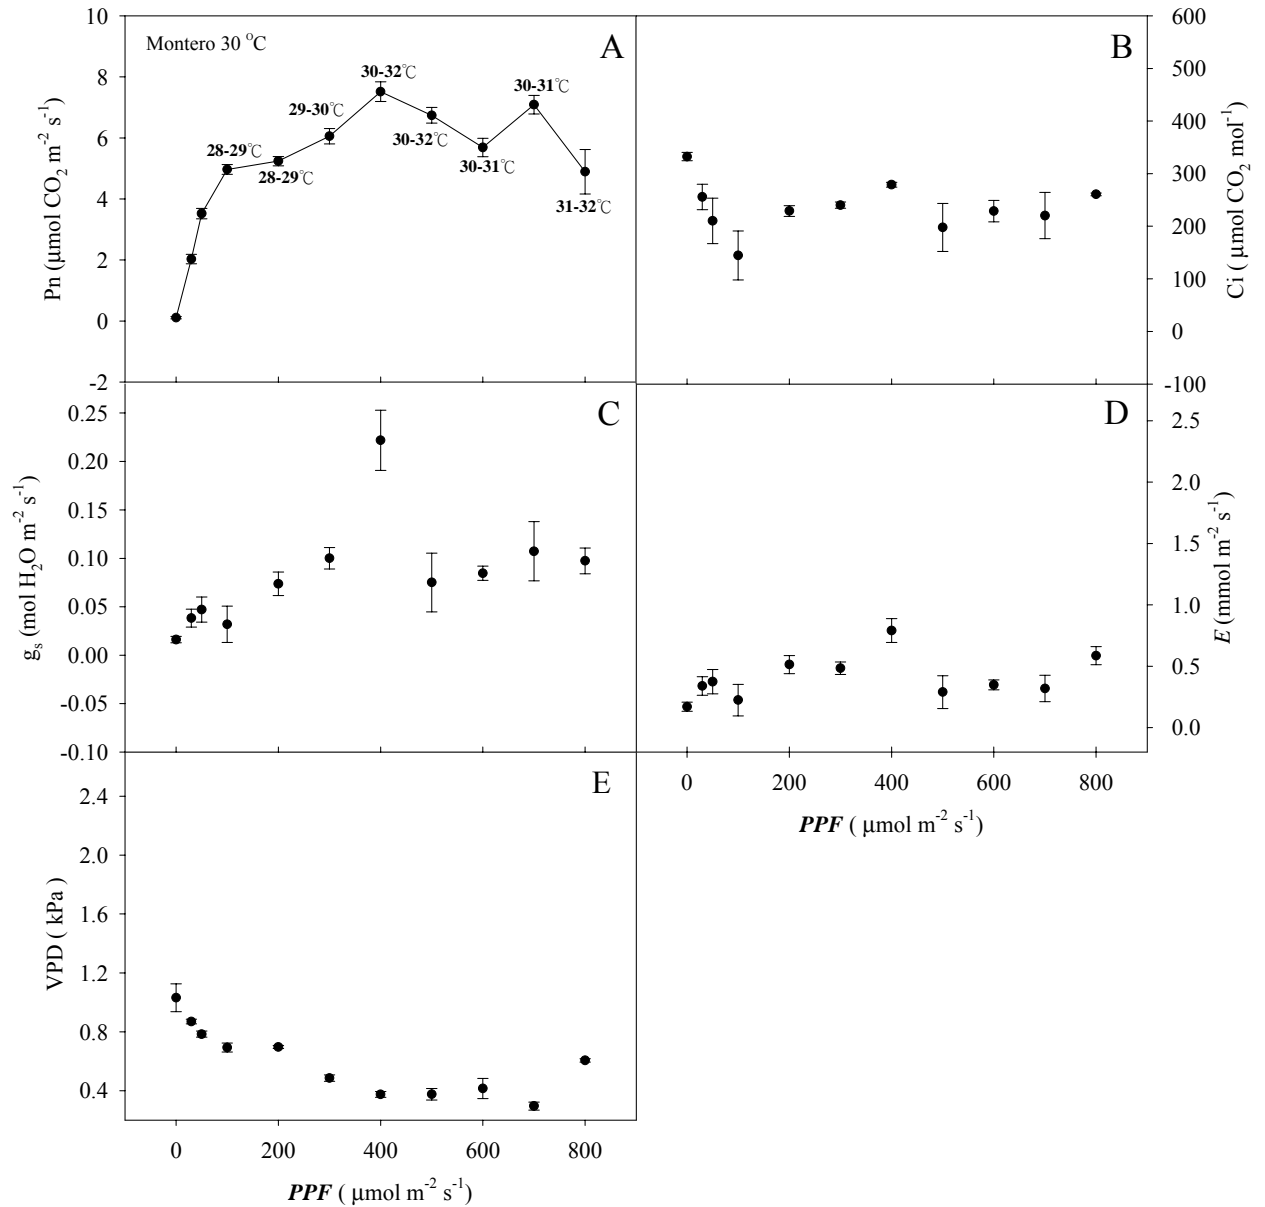 Montero 30 °C
A
Pn (μmol CO₂ m⁻² s⁻¹)
10
8
6
4
2
0
-2
28-29℃
28-29℃
29-30℃
30-32℃
30-32℃
30-31℃
30-31℃
31-32℃
B
600
500
400
300
200
100
0
-100
Ci ( μmol CO₂ mol⁻¹)
C
gₛ (mol H₂O m⁻² s⁻¹)
0.25
0.20
0.15
0.10
0.05
0.00
-0.05
-0.10
D
2.5
2.0
1.5
1.0
0.5
0.0
E (mmol m⁻² s⁻¹)
0 200 400 600 800
PPF ( μmol m⁻² s⁻¹)
E
VPD ( kPa)
2.4
2.0
1.6
1.2
0.8
0.4
0 200 400 600 800
PPF ( μmol m⁻² s⁻¹)